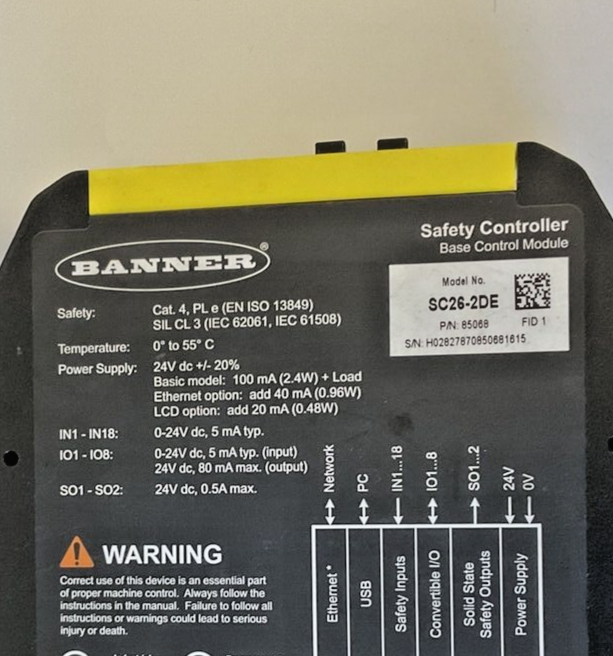 BANNER®
Safety Controller
Base Control Module
Model No.
SC26-2DE
P/N: 85068 FID 1
S/N: H02827870850681615
Safety: Cat. 4, PL e (EN ISO 13849)
SIL CL 3 (IEC 62061, IEC 61508)
Temperature: 0° to 55° C
Power Supply: 24V dc +/- 20%
Basic model: 100 mA (2.4W) + Load
Ethernet option: add 40 mA (0.96W)
LCD option: add 20 mA (0.48W)
IN1 - IN18: 0-24V dc, 5 mA typ.
IO1 - IO8: 0-24V dc, 5 mA typ. (input)
24V dc, 80 mA max. (output)
SO1 - SO2: 24V dc, 0.5A max.
WARNING
Correct use of this device is an essential part
of proper machine control. Always follow the
instructions in the manual. Failure to follow all
instructions or warnings could lead to serious
injury or death.
Network
PC
IN1...18
IO1...8
SO1...2
24V
0V
Ethernet *
USB
Safety Inputs
Convertible I/O
Solid State
Safety Outputs
Power Supply